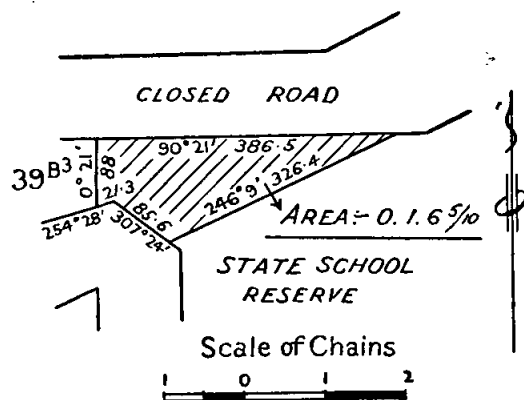 CLOSED ROAD
90°21' 386.5
39B3
0°21' 88
21.3
85.6
246°9' 326.4
254°28'
307°24'
AREA:- 0. 1. 6 5/10
STATE SCHOOL
RESERVE
Scale of Chains
1 0 1 2